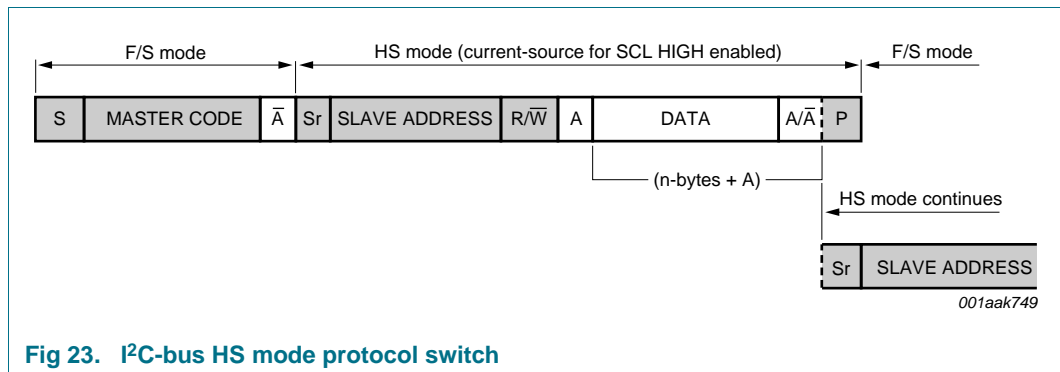 F/S mode HS mode (current-source for SCL HIGH enabled) F/S mode
S MASTER CODE A̅ Sr SLAVE ADDRESS R/W̅ A DATA A/A̅ P
(n-bytes + A)
HS mode continues
Sr SLAVE ADDRESS
001aak749
Fig 23. I²C-bus HS mode protocol switch